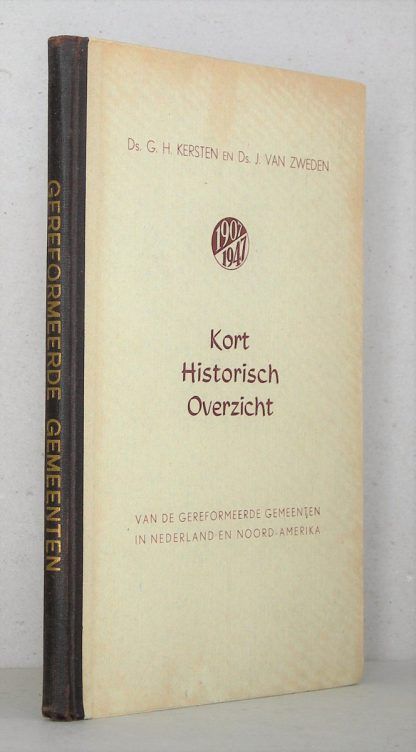 GEREFORMEERDE GEMEENTEN
Ds. G. H. KERSTEN EN Ds. J. VAN ZWEDEN
1907
1947
Kort
Historisch
Overzicht
VAN DE GEREFORMEERDE GEMEENTEN
IN NEDERLAND EN NOORD-AMERIKA